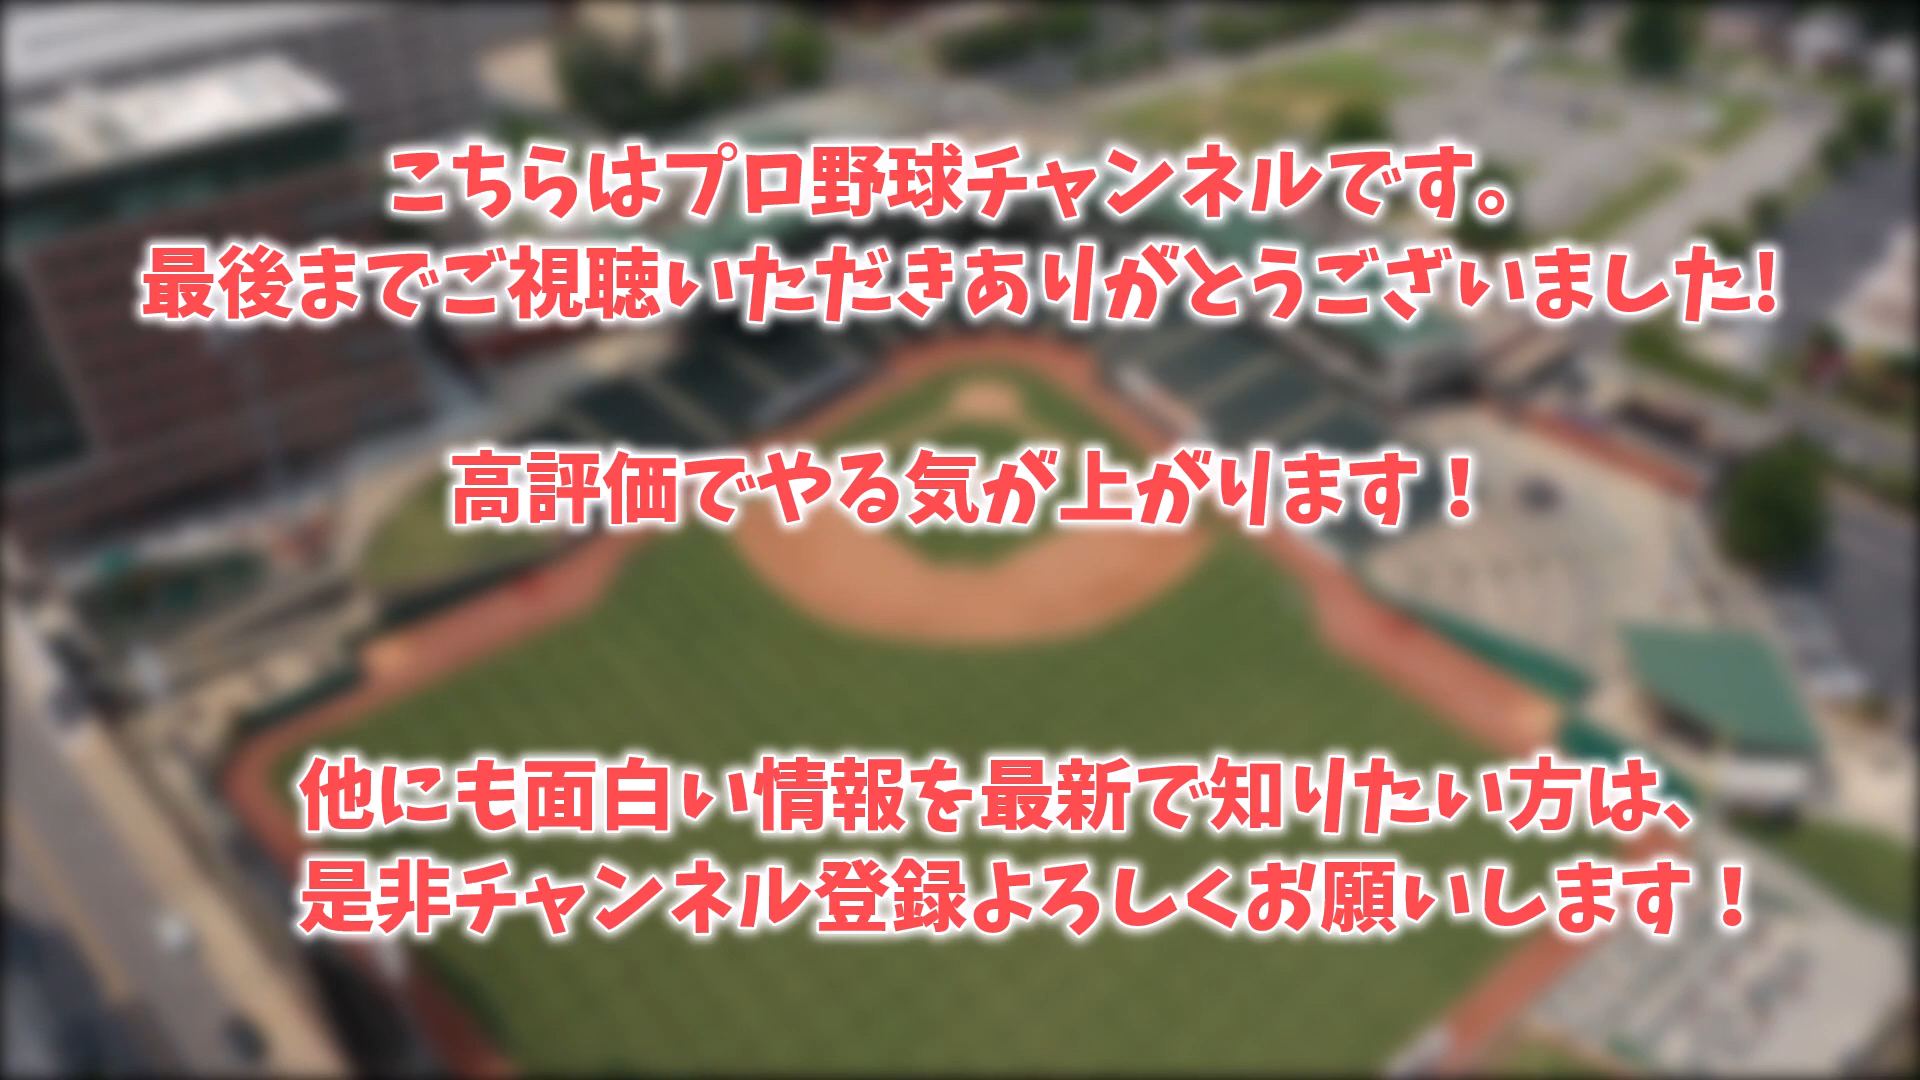 こちらはプロ野球チャンネルです。
最後までご視聴いただきありがとうございました!
高評価でやる気が上がります！
他にも面白い情報を最新で知りたい方は、
是非チャンネル登録よろしくお願いします！